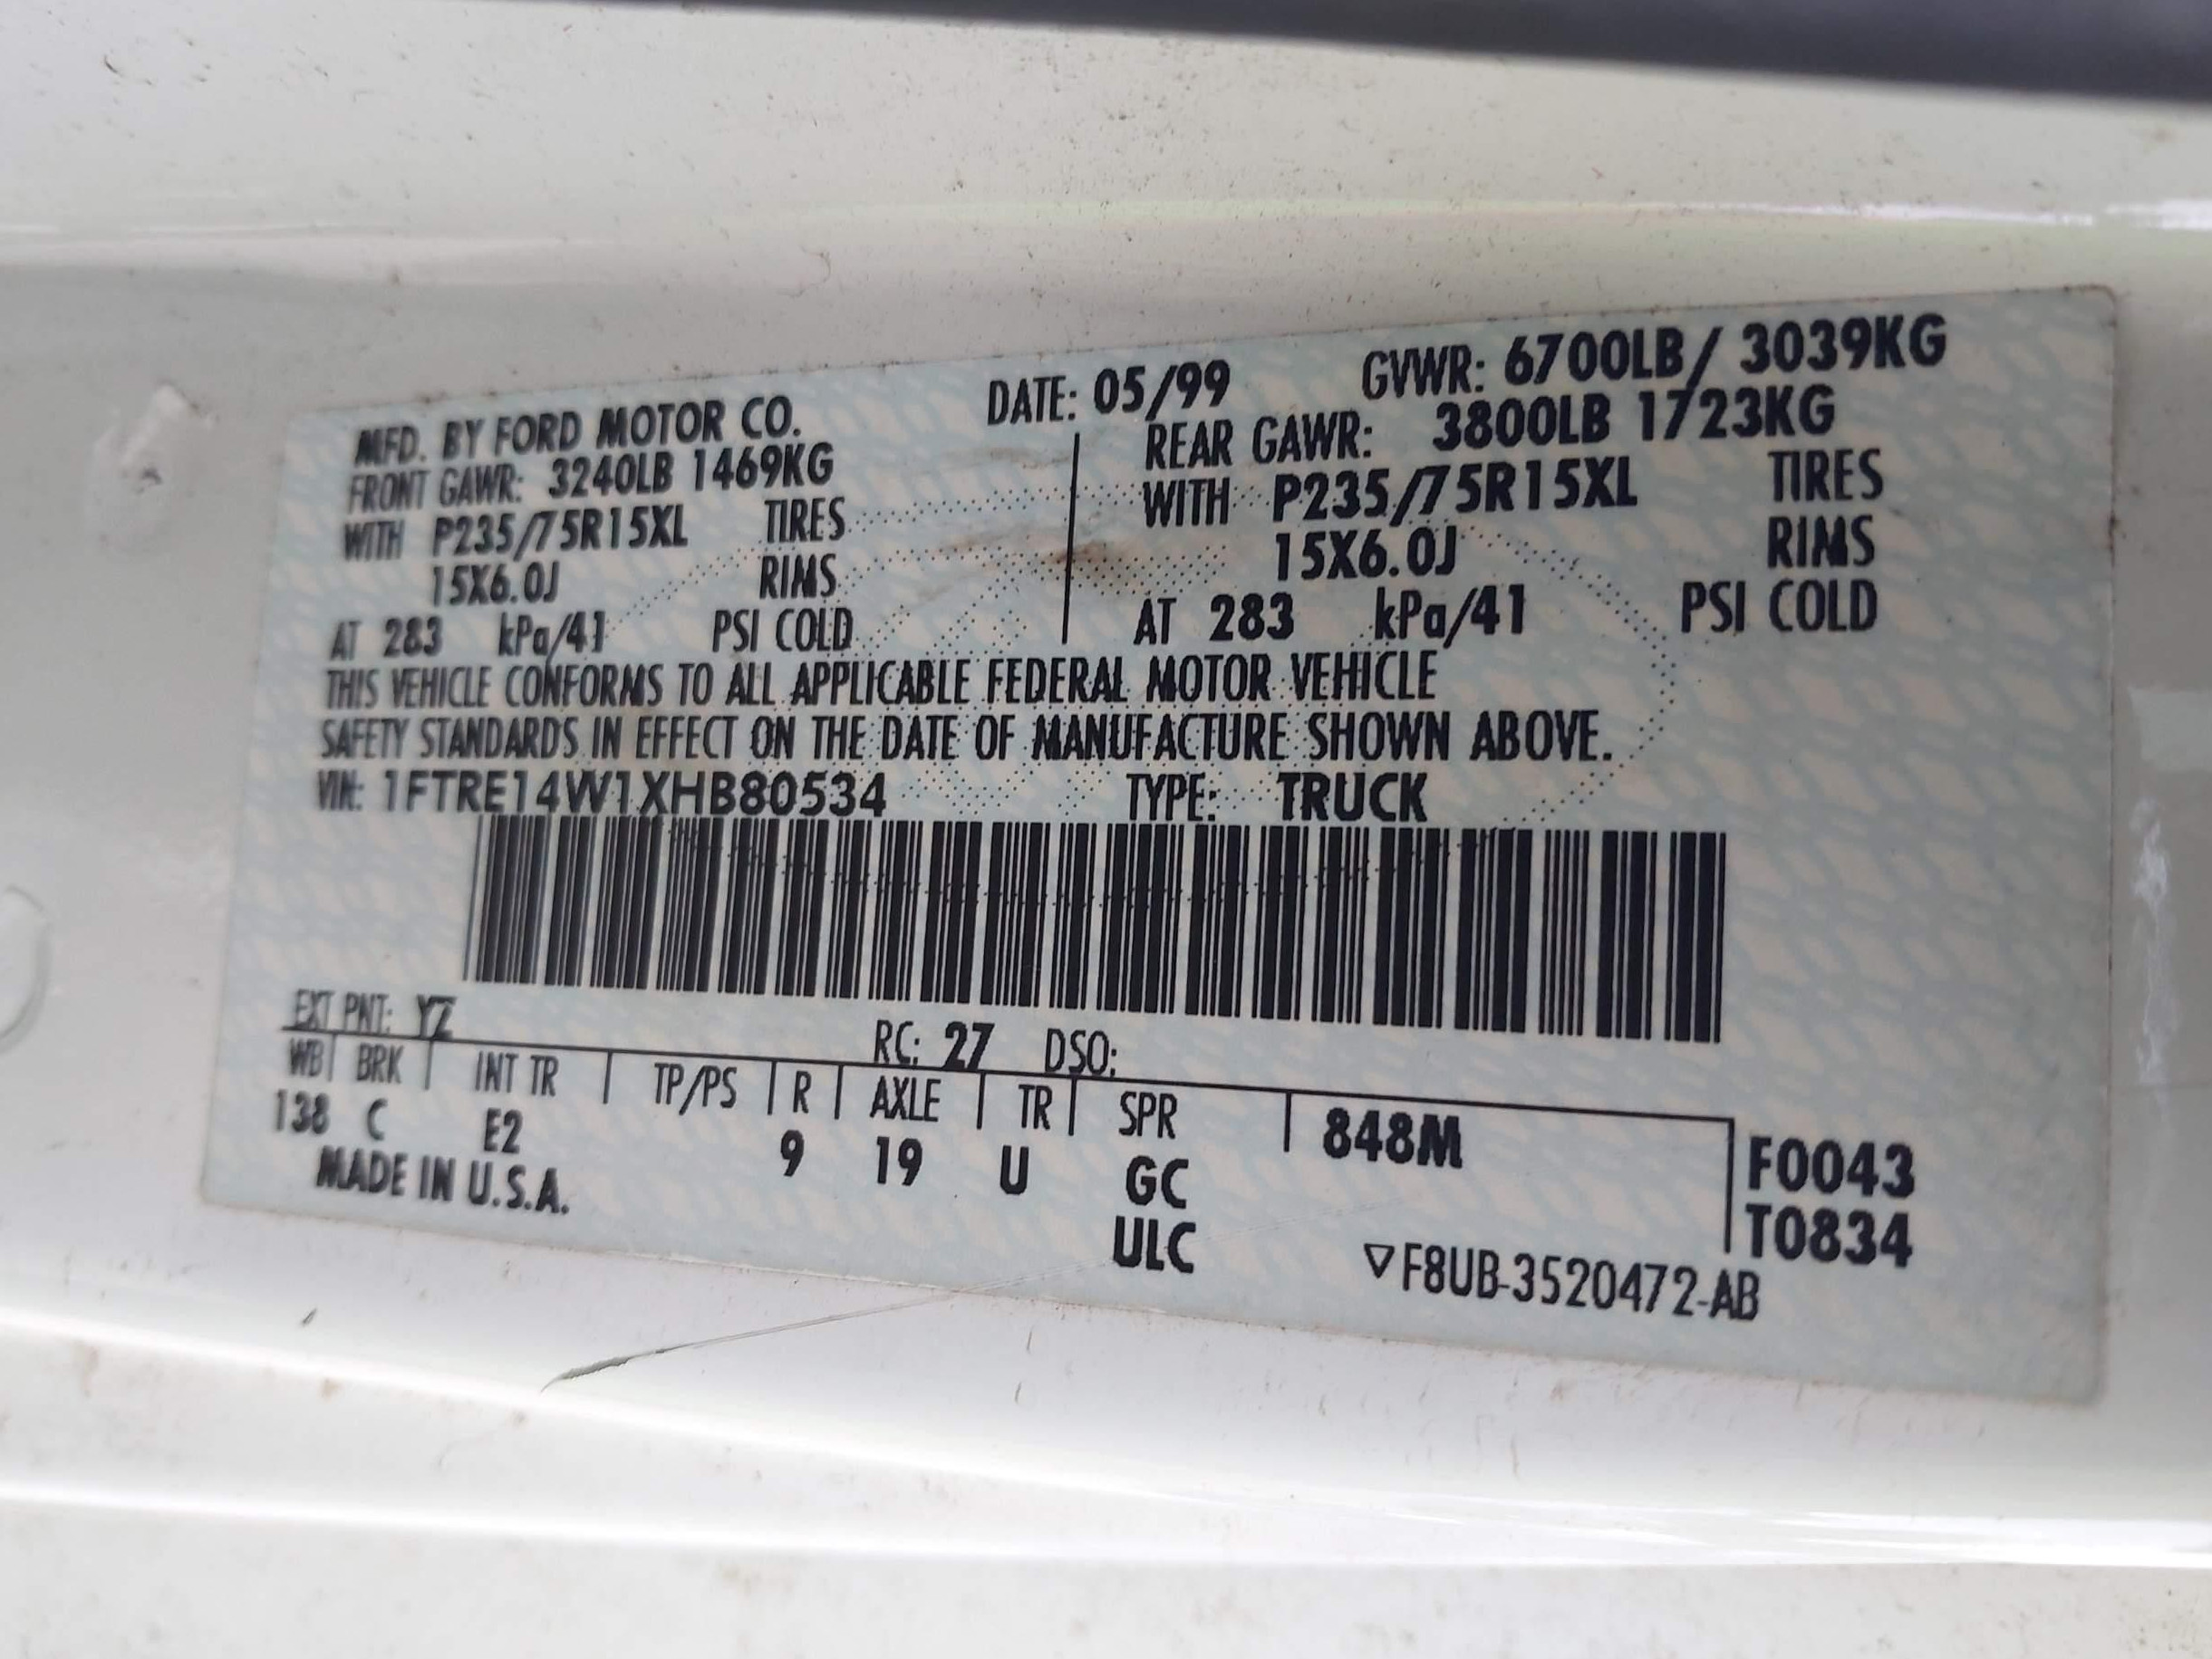 MFD. BY FORD MOTOR CO. DATE: 05/99 GVWR: 6700LB/ 3039KG
FRONT GAWR: 3240LB 1469KG REAR GAWR: 3800LB 1723KG
WITH P235/75R15XL TIRES WITH P235/75R15XL TIRES
15X6.0J RIMS 15X6.0J RIMS
AT 283 kPa/41 PSI COLD AT 283 kPa/41 PSI COLD
THIS VEHICLE CONFORMS TO ALL APPLICABLE FEDERAL MOTOR VEHICLE
SAFETY STANDARDS IN EFFECT ON THE DATE OF MANUFACTURE SHOWN ABOVE.
VIN: 1FTRE14W1XHB80534 TYPE: TRUCK
EXT PNT: YZ RC: 27 DSO:
WB BRK INT TR TP/PS R AXLE TR SPR 848M F0043
138 C E2 9 19 U GC T0834
MADE IN U.S.A. ULC
▽F8UB-3520472-AB